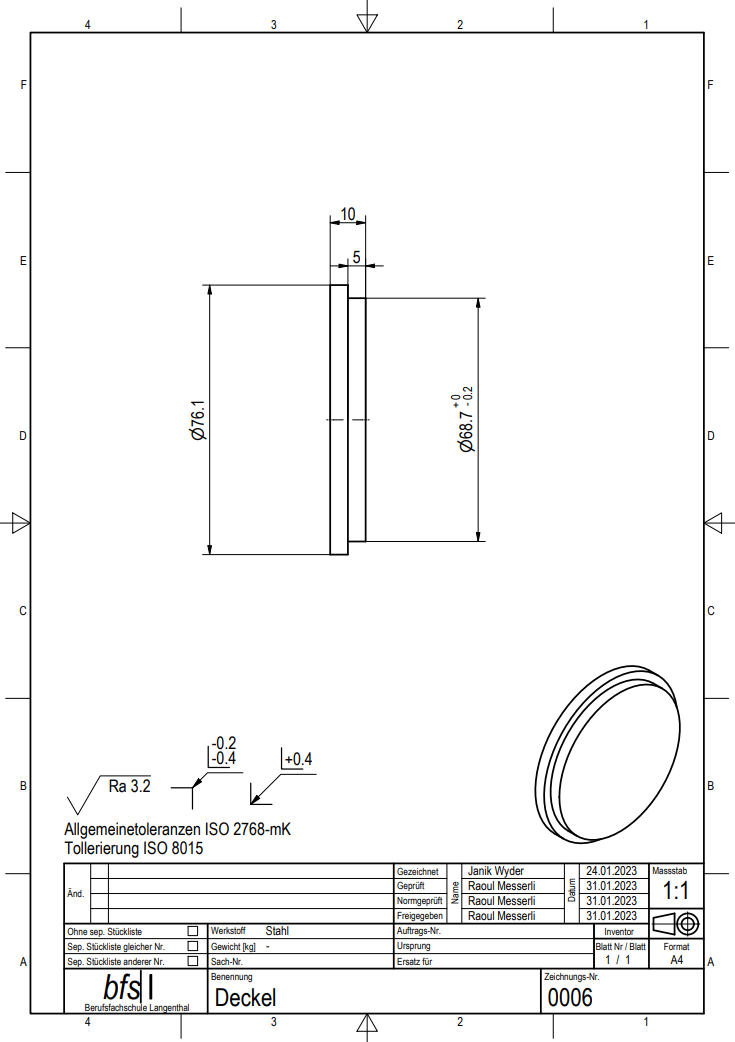 4 3 2 1
F F
10
E 5 E
Ø76.1
Ø68.7 +0 -0.2
D D
C C
-0.2
-0.4
+0.4
B Ra 3.2 B
Allgemeinetoleranzen ISO 2768-mK
Tollerierung ISO 8015
Änd.
Gezeichnet Name Janik Wyder Datum 24.01.2023 Massstab
Geprüft Raoul Messerli 31.01.2023 1:1
Normgeprüft Raoul Messerli 31.01.2023
Freigegeben Raoul Messerli 31.01.2023
Ohne sep. Stückliste Werkstoff Stahl Auftrags-Nr. Inventor
Sep. Stückliste gleicher Nr. Gewicht [kg] - Ursprung Blatt Nr / Blatt Format
A Sep. Stückliste anderer Nr. Sach-Nr. Ersatz für 1 / 1 A4 A
bfsl Benennung Zeichnungs-Nr.
Berufsfachschule Langenthal Deckel 0006
4 3 2 1